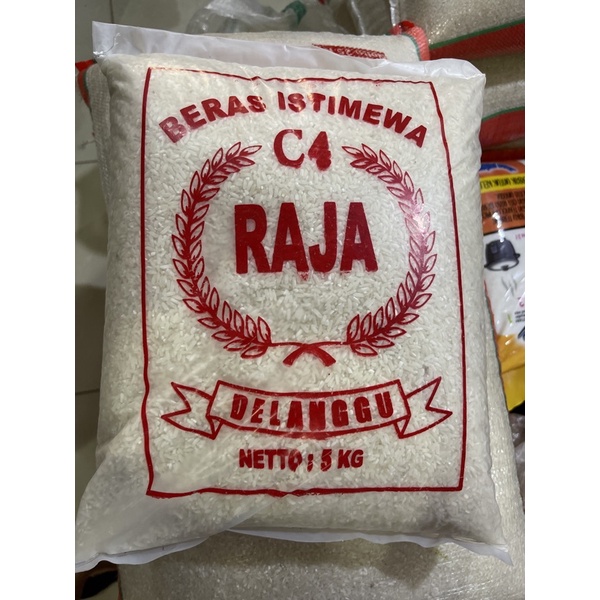 BERAS ISTIMEWA
C4
RAJA
DELANGGU
NETTO : 5 KG